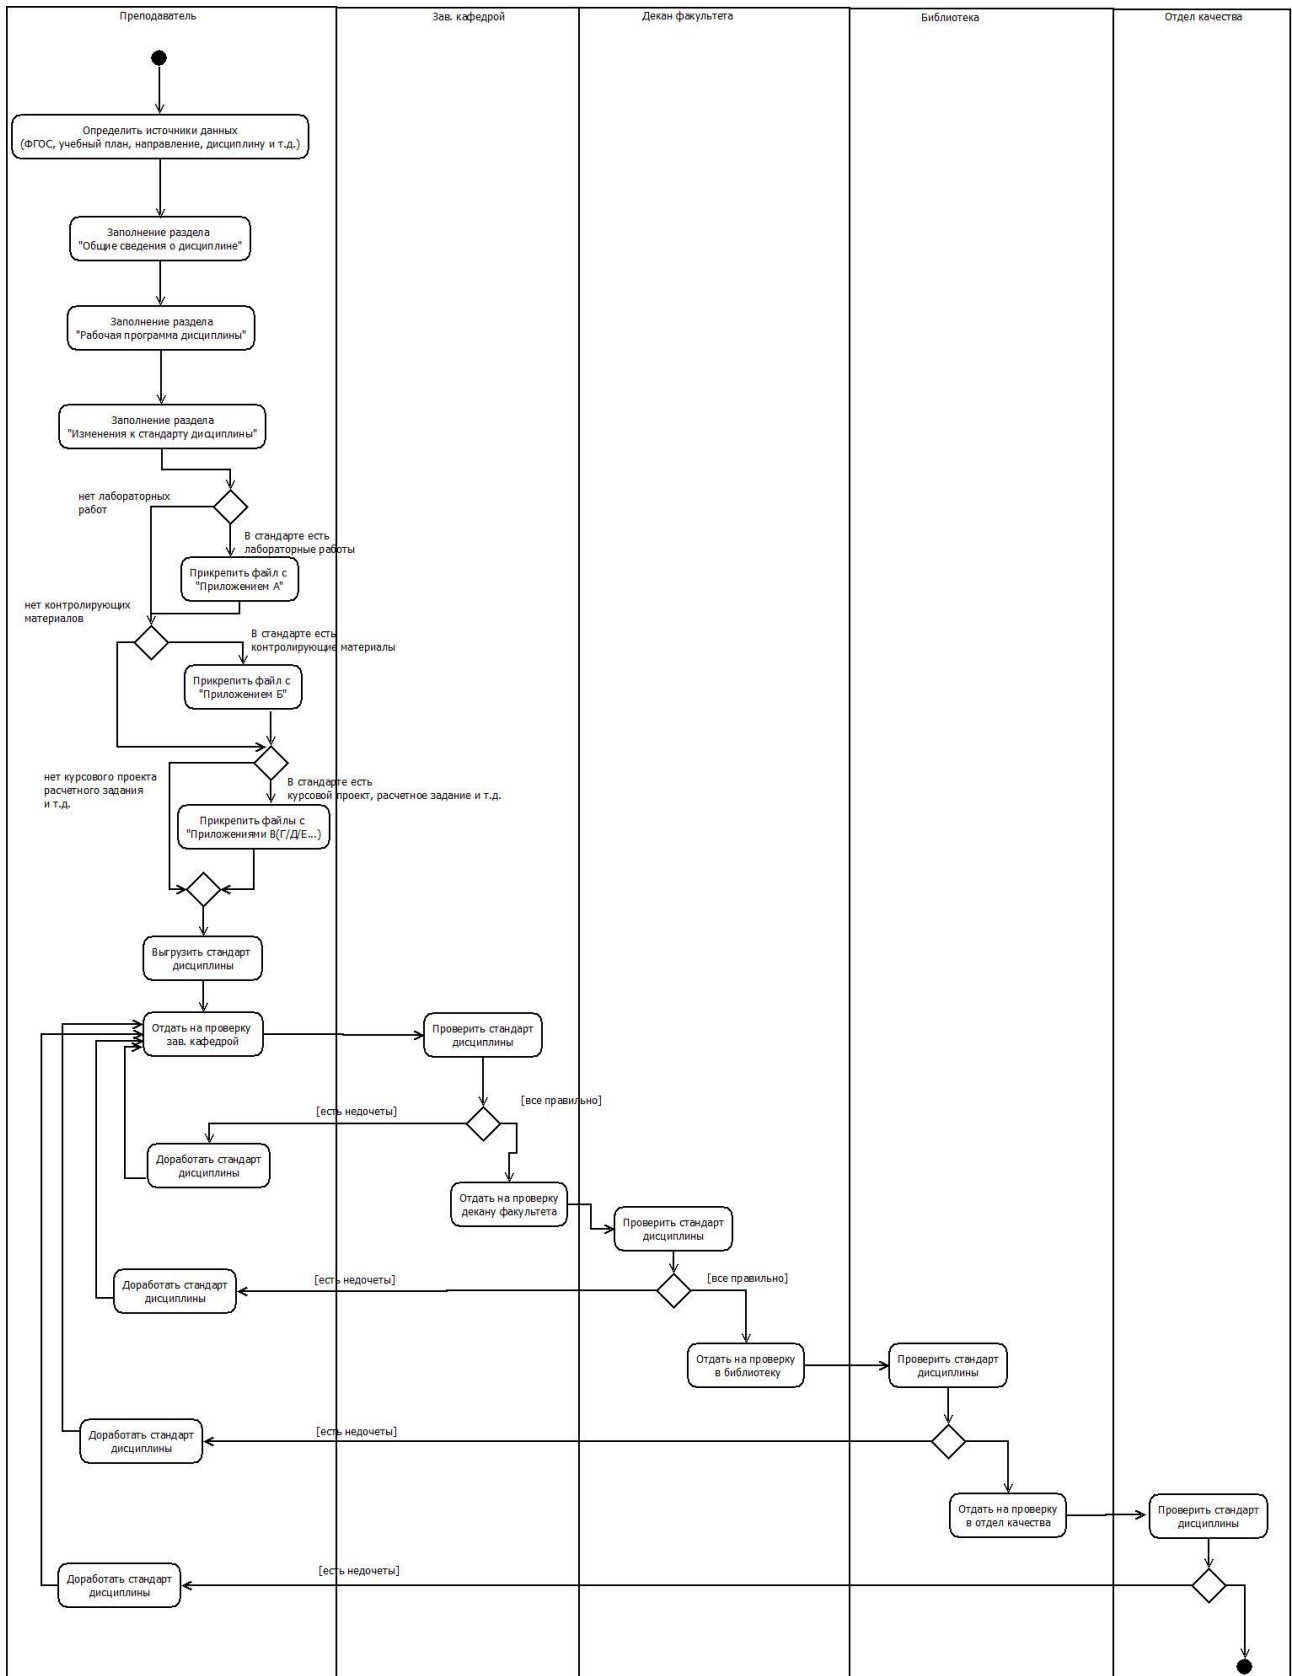 Преподаватель
Зав. кафедрой
Декан факультета
Библиотека
Отдел качества
Определить источники данных
(ФГОС, учебный план, направление, дисциплину и т.д.)
Заполнение раздела
"Общие сведения о дисциплине"
Заполнение раздела
"Рабочая программа дисциплины"
Заполнение раздела
"Изменения к стандарту дисциплины"
нет лабораторных
работ
В стандарте есть
лабораторные работы
Прикрепить файл с
"Приложением А"
нет контролирующих
материалов
В стандарте есть
контролирующие материалы
Прикрепить файл с
"Приложением Б"
нет курсового проекта
расчетного задания
и т.д.
В стандарте есть
курсовой проект, расчетное задание и т.д.
Прикрепить файлы с
"Приложениями В(Г/Д/Е...)
Выгрузить стандарт
дисциплины
Отдать на проверку
зав. кафедрой
Проверить стандарт
дисциплины
[все правильно]
[есть недочеты]
Доработать стандарт
дисциплины
Отдать на проверку
декану факультета
Проверить стандарт
дисциплины
[все правильно]
[есть недочеты]
Доработать стандарт
дисциплины
Отдать на проверку
в библиотеку
Проверить стандарт
дисциплины
[есть недочеты]
Доработать стандарт
дисциплины
Отдать на проверку
в отдел качества
Проверить стандарт
дисциплины
[есть недочеты]
Доработать стандарт
дисциплины